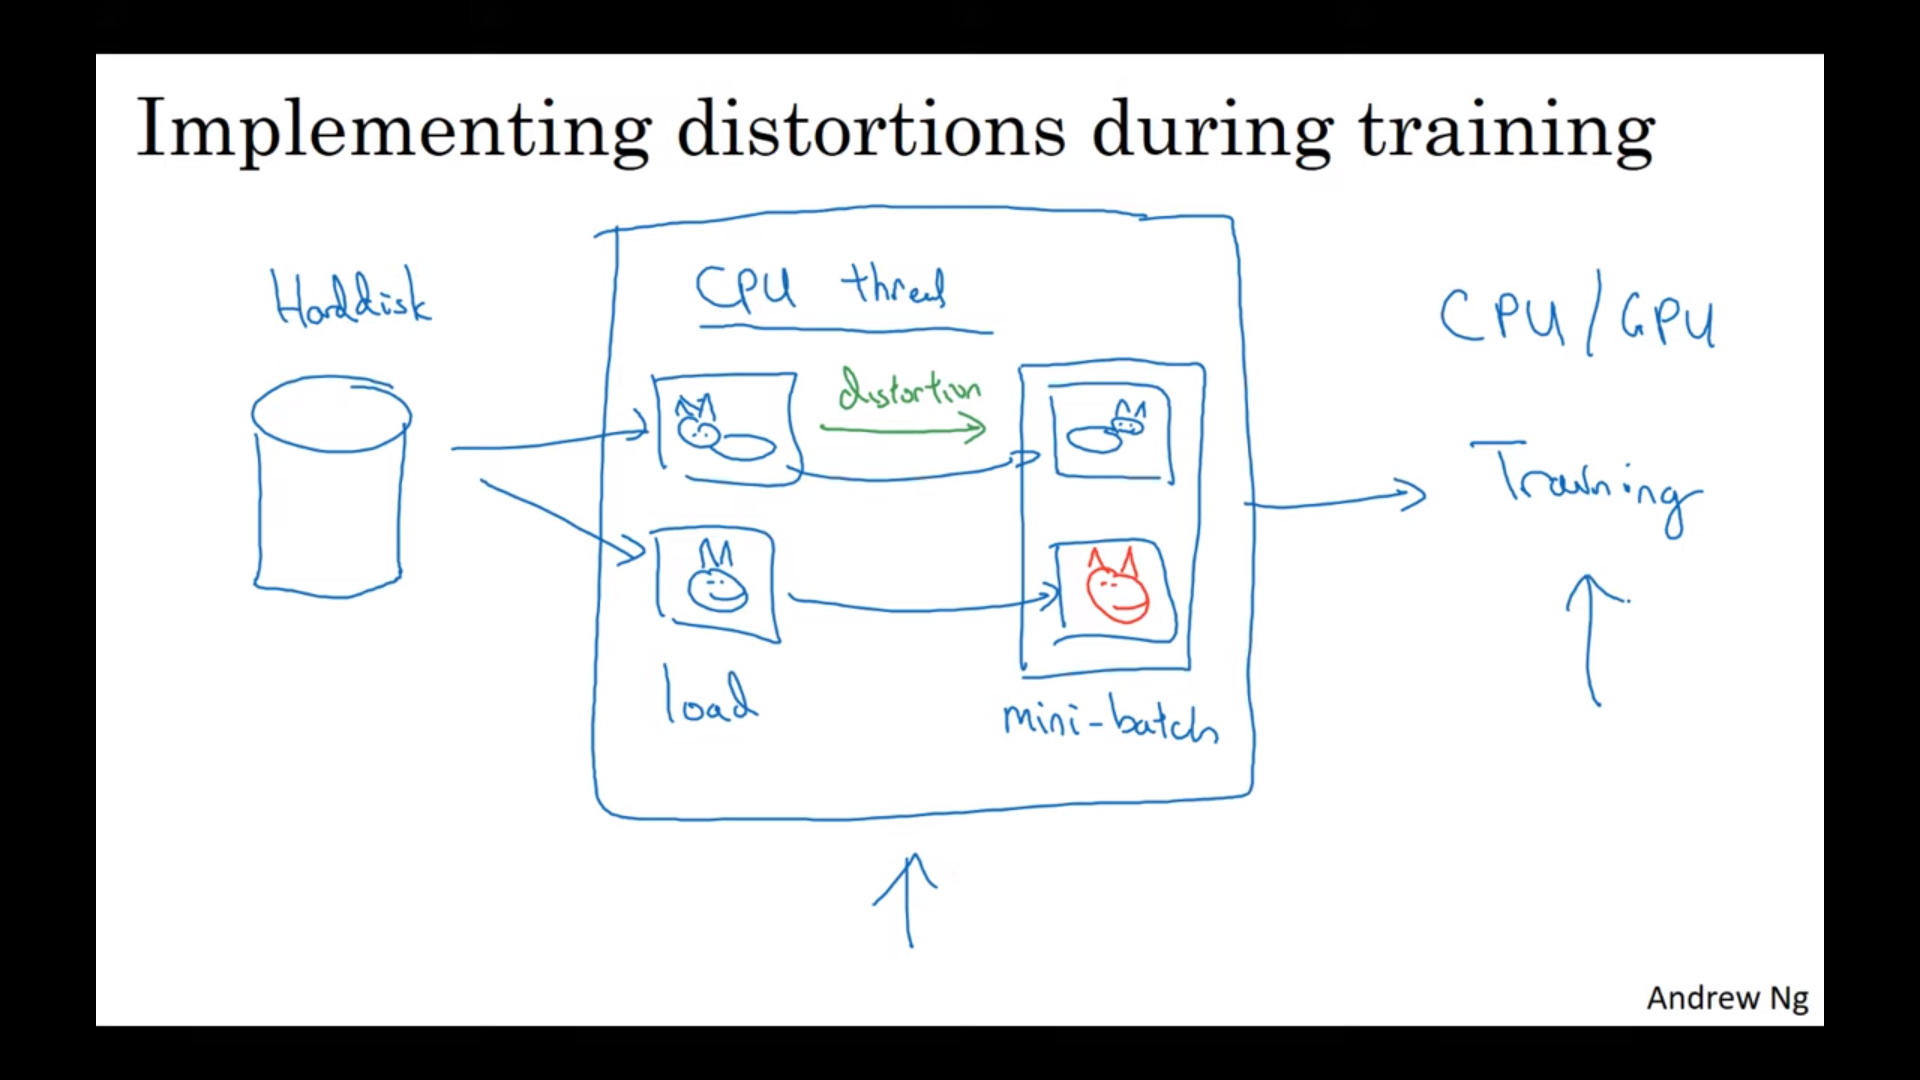 Implementing distortions during training
Harddisk
CPU thread
CPU/GPU
distortion
Training
load
mini-batch
Andrew Ng